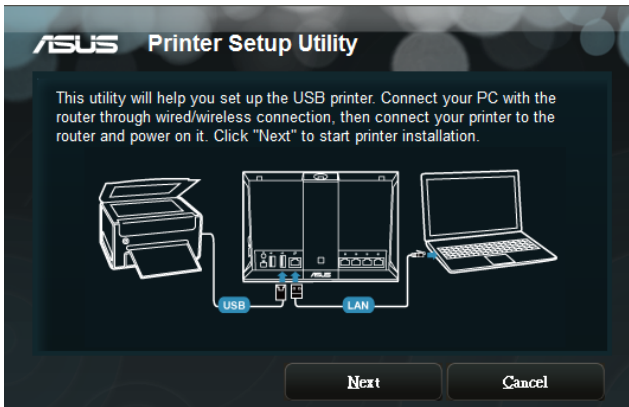 ASUS Printer Setup Utility
This utility will help you set up the USB printer. Connect your PC with the
router through wired/wireless connection, then connect your printer to the
router and power on it. Click "Next" to start printer installation.
ASUS
USB
LAN
Next
Cancel